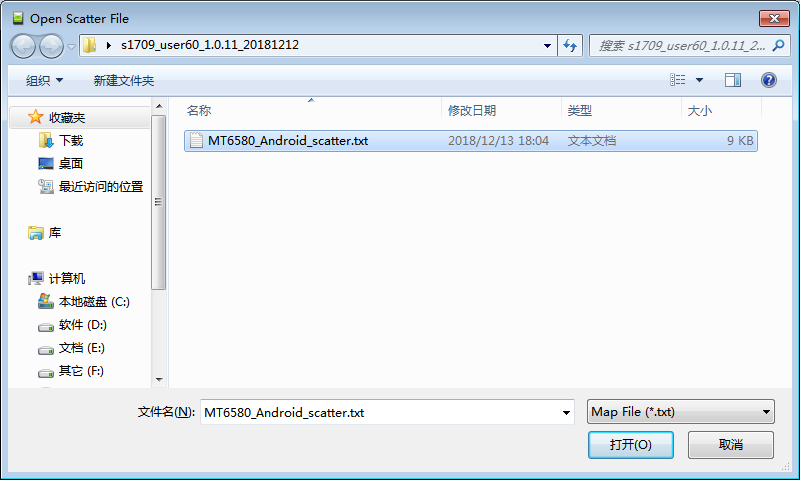 Open Scatter File
s1709_user60_1.0.11_20181212
搜索 s1709_user60_1.0.11_2...
组织 新建文件夹
名称 修改日期 类型 大小
收藏夹
MT6580_Android_scatter.txt 2018/12/13 18:04 文本文档 9 KB
下载
桌面
最近访问的位置
库
计算机
本地磁盘 (C:)
软件 (D:)
文档 (E:)
其它 (F:)
文件名(N): MT6580_Android_scatter.txt Map File (*.txt)
打开(O) 取消